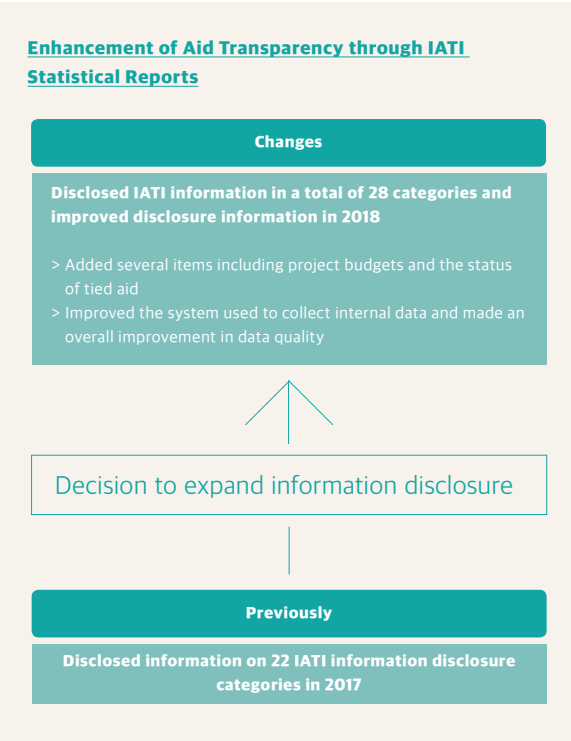 Enhancement of Aid Transparency through IATI
Statistical Reports
Changes
Disclosed IATI information in a total of 28 categories and
improved disclosure information in 2018
> Added several items including project budgets and the status
of tied aid
> Improved the system used to collect internal data and made an
overall improvement in data quality
Decision to expand information disclosure
Previously
Disclosed information on 22 IATI information disclosure
categories in 2017